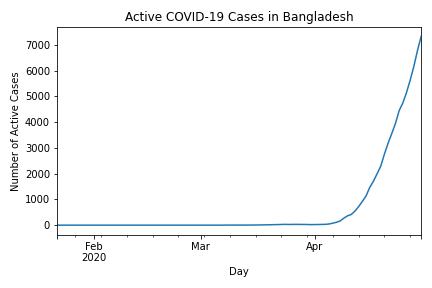 Active COVID-19 Cases in Bangladesh
Number of Active Cases
7000
6000
5000
4000
3000
2000
1000
0
Feb
2020
Mar
Apr
Day